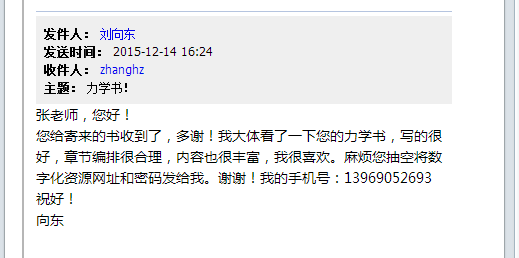 发件人： 刘向东
发送时间： 2015-12-14 16:24
收件人： zhanghz
主题： 力学书!
张老师，您好！
您给寄来的书收到了，多谢！我大体看了一下您的力学书，写的很
好，章节编排很合理，内容也很丰富，我很喜欢。麻烦您抽空将数
字化资源网址和密码发给我。谢谢！我的手机号：13969052693
祝好！
向东